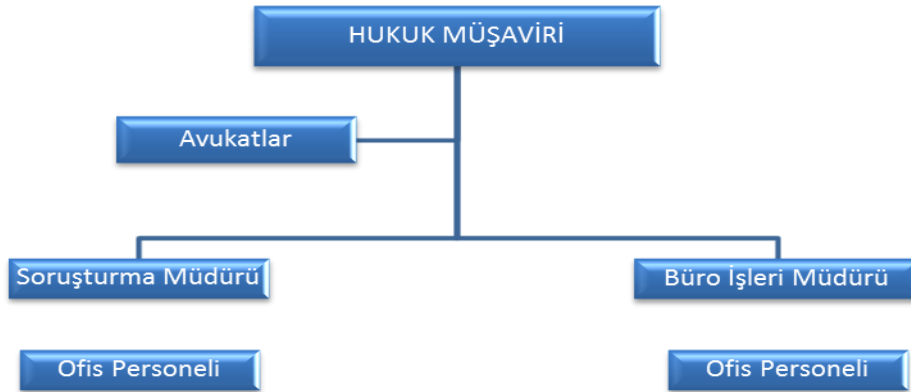 HUKUK MÜŞAVİRİ
Avukatlar
Soruşturma Müdürü
Büro İşleri Müdürü
Ofis Personeli
Ofis Personeli